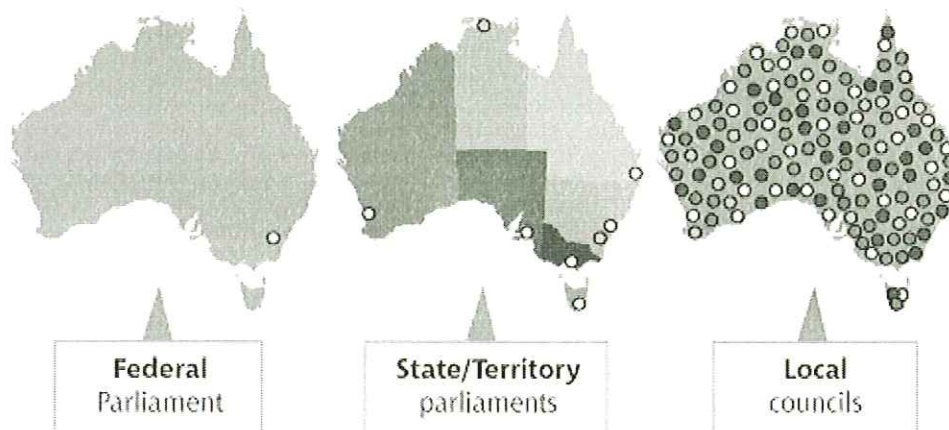 Federal
Parliament
State/Territory
parliaments
Local
councils